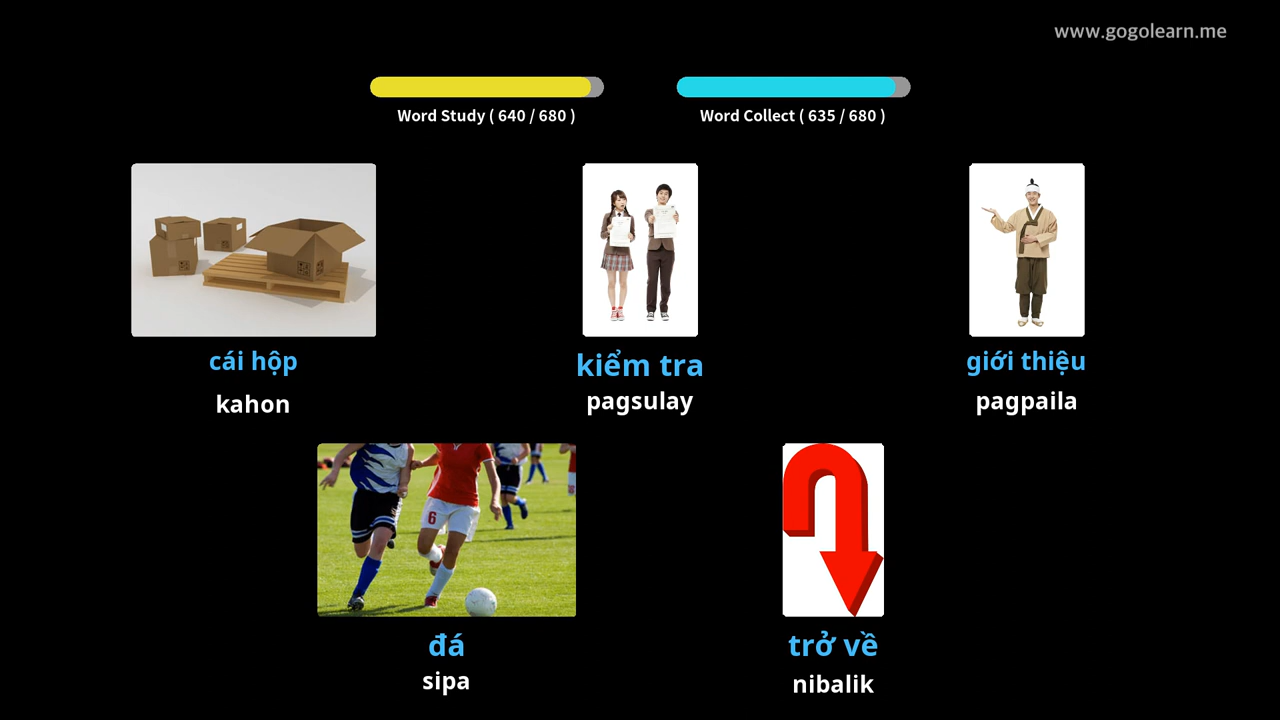 www.gogolearn.me
Word Study ( 640 / 680 )
Word Collect ( 635 / 680 )
cái hộp
kahon
kiểm tra
pagsulay
giới thiệu
pagpaila
6
đá
sipa
trở về
nibalik